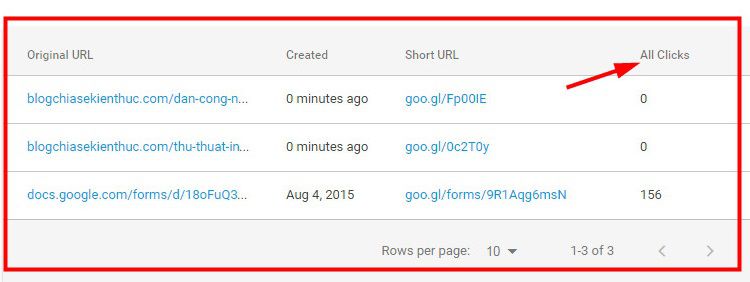 Original URL Created Short URL All Clicks
blogchiasekienthuc.com/dan-cong-n... 0 minutes ago goo.gl/Fp00IE 0
blogchiasekienthuc.com/thu-thuat-in... 0 minutes ago goo.gl/0c2T0y 0
docs.google.com/forms/d/18oFuQ3... Aug 4, 2015 goo.gl/forms/9R1Aqg6msN 156
Rows per page: 10 1-3 of 3